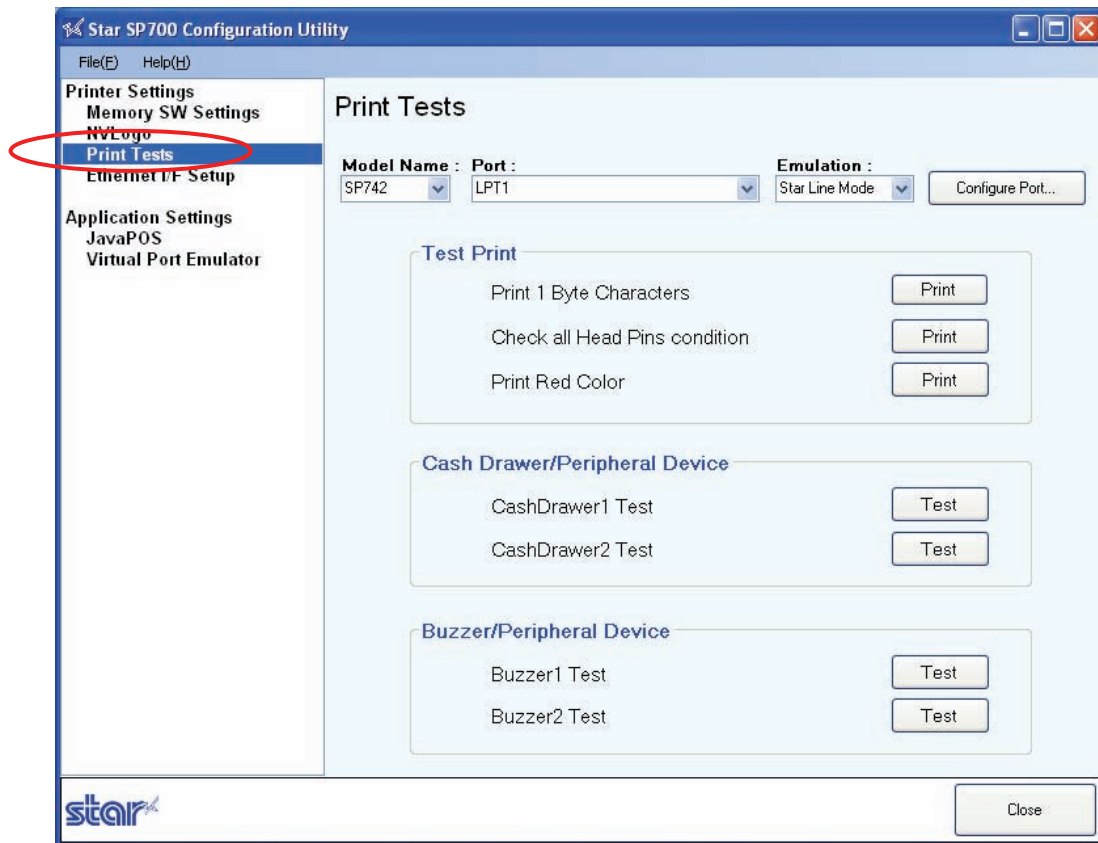 Star SP700 Configuration Utility
File(F) Help(H)
Printer Settings
Memory SW Settings
NVLogo
Print Tests
Ethernet I/F Setup
Application Settings
JavaPOS
Virtual Port Emulator
Print Tests
Model Name : Port : Emulation :
SP742 LPT1 Star Line Mode Configure Port...
Test Print
Print 1 Byte Characters Print
Check all Head Pins condition Print
Print Red Color Print
Cash Drawer/Peripheral Device
CashDrawer1 Test Test
CashDrawer2 Test Test
Buzzer/Peripheral Device
Buzzer1 Test Test
Buzzer2 Test Test
star Close